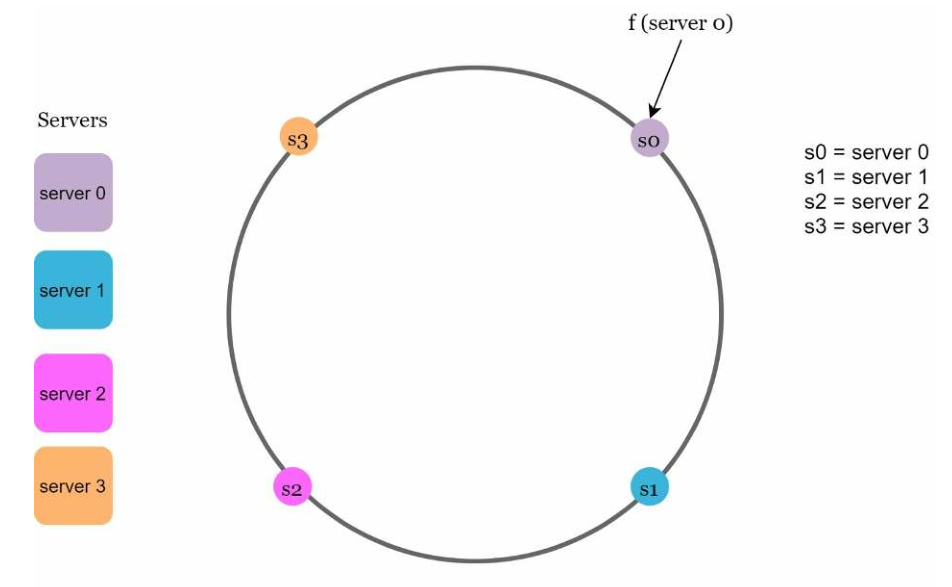 f (server 0)
Servers
server 0
server 1
server 2
server 3
s3
s0
s2
s1
s0 = server 0
s1 = server 1
s2 = server 2
s3 = server 3